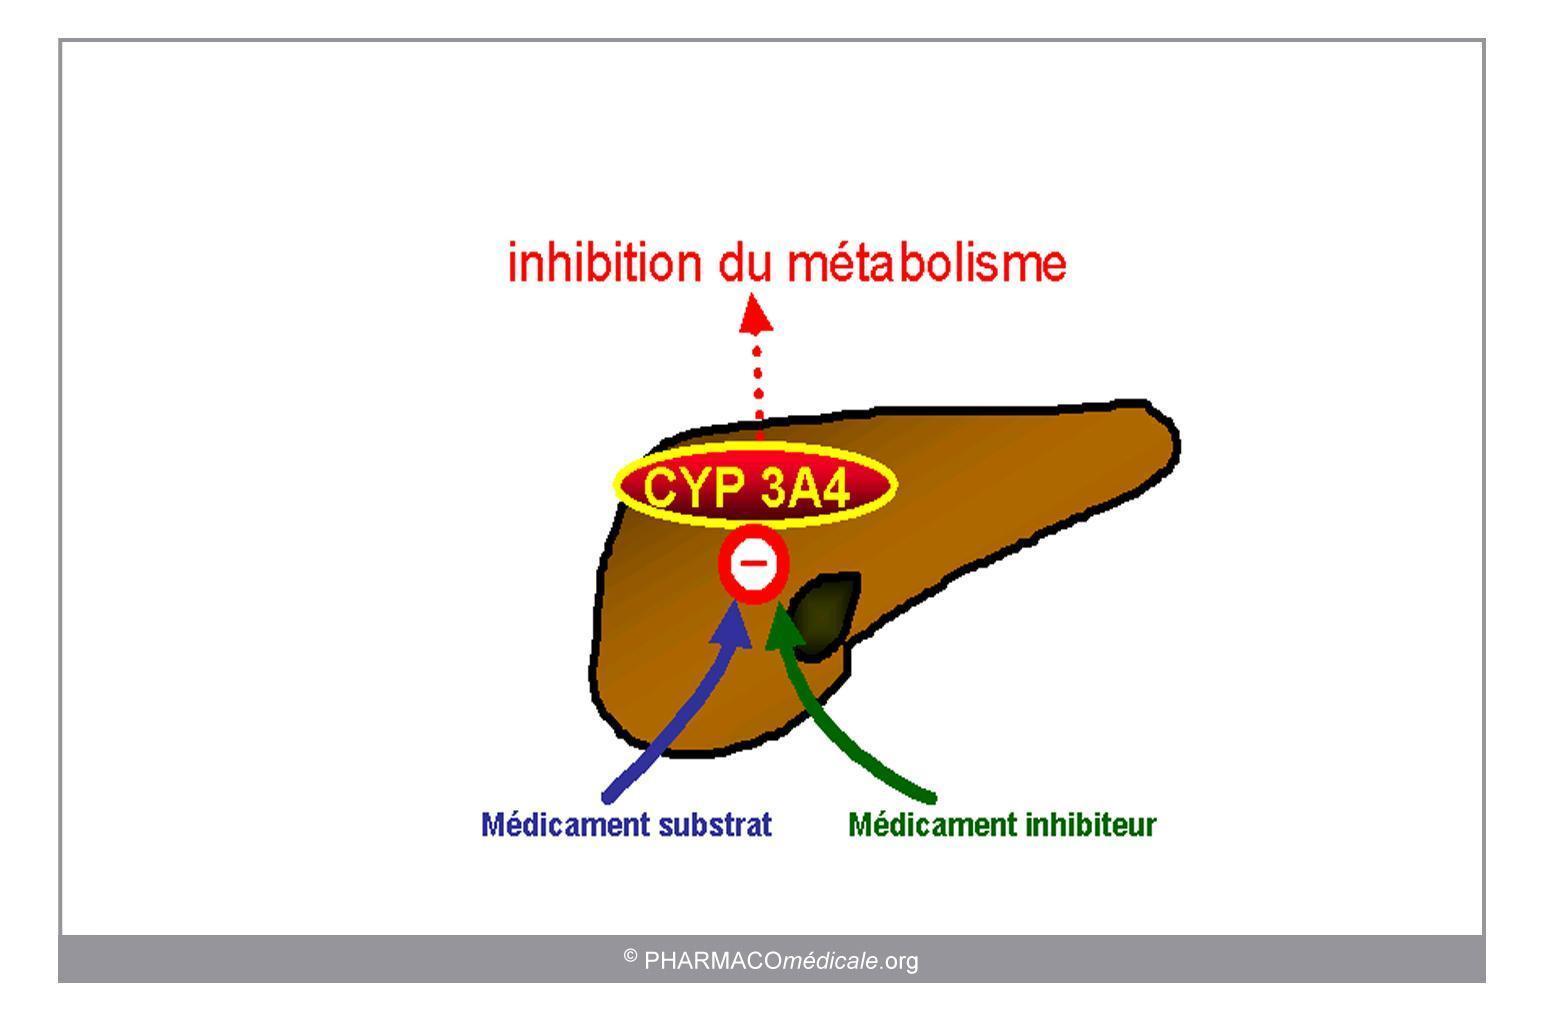 inhibition du métabolisme
CYP 3A4
−
Médicament substrat
Médicament inhibiteur
© PHARMACOmédicale.org